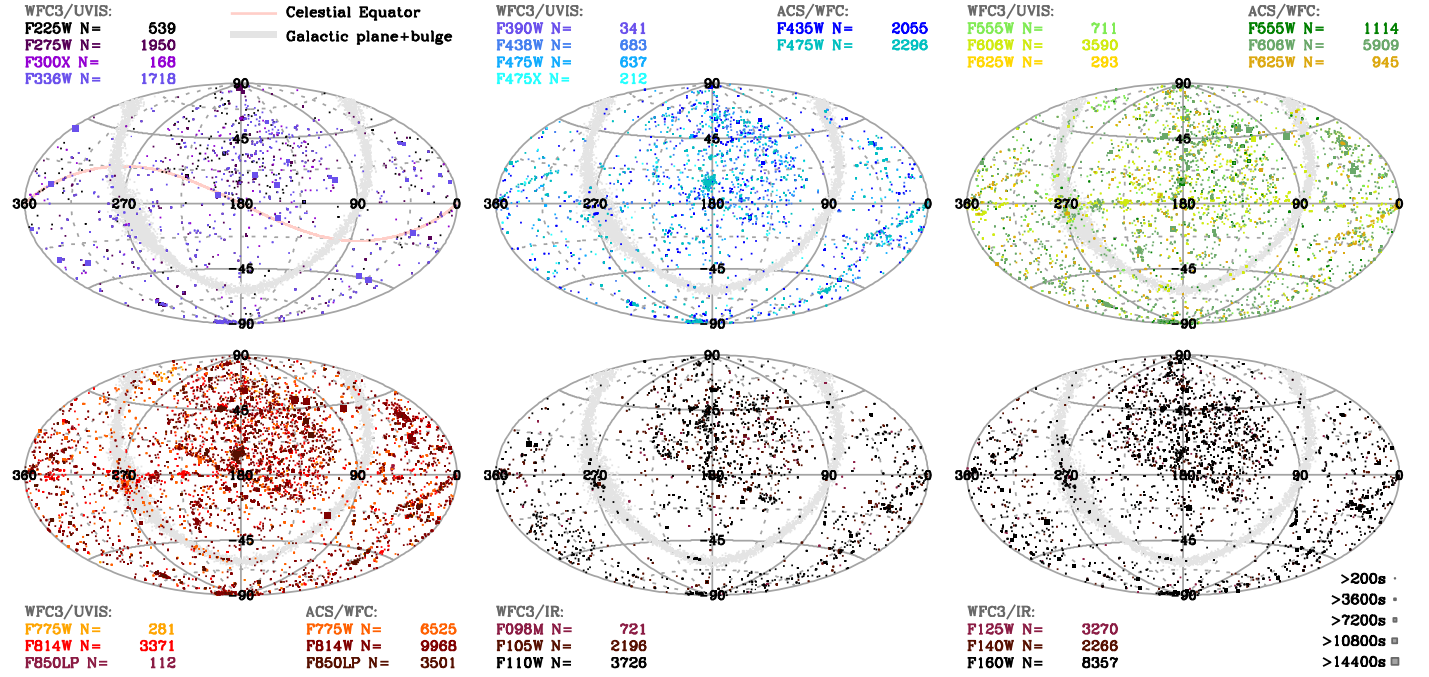 WFC3/UVIS:
F225W N= 539
F275W N= 1950
F300X N= 168
F336W N= 1718
Celestial Equator
Galactic plane+bulge
90
45
360 270 180 90 0
-45
-90
WFC3/UVIS:
F390W N= 341
F438W N= 683
F475W N= 637
F475X N= 212
ACS/WFC:
F435W N= 2055
F475W N= 2296
90
45
360 270 180 90 0
-45
-90
WFC3/UVIS:
F555W N= 711
F606W N= 3590
F625W N= 293
ACS/WFC:
F555W N= 1114
F606W N= 5909
F625W N= 945
90
45
360 270 180 90 0
-45
-90
90
45
360 270 180 90 0
-45
-90
WFC3/UVIS:
F775W N= 281
F814W N= 3371
F850LP N= 112
ACS/WFC:
F775W N= 6525
F814W N= 9968
F850LP N= 3501
90
45
360 270 180 90 0
-45
-90
WFC3/IR:
F098M N= 721
F105W N= 2196
F110W N= 3726
90
45
360 270 180 90 0
-45
-90
WFC3/IR:
F125W N= 3270
F140W N= 2266
F160W N= 8357
>200s
>3600s
>7200s
>10800s
>14400s